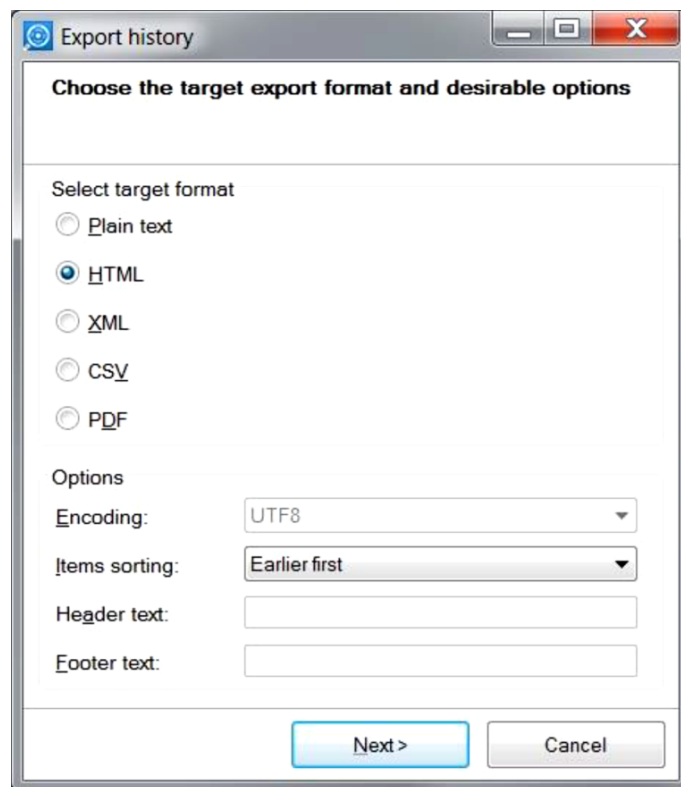 Export history
Choose the target export format and desirable options
Select target format
Plain text
HTML
XML
CSV
PDF
Options
Encoding: UTF8
Items sorting: Earlier first
Header text:
Footer text:
Next > Cancel